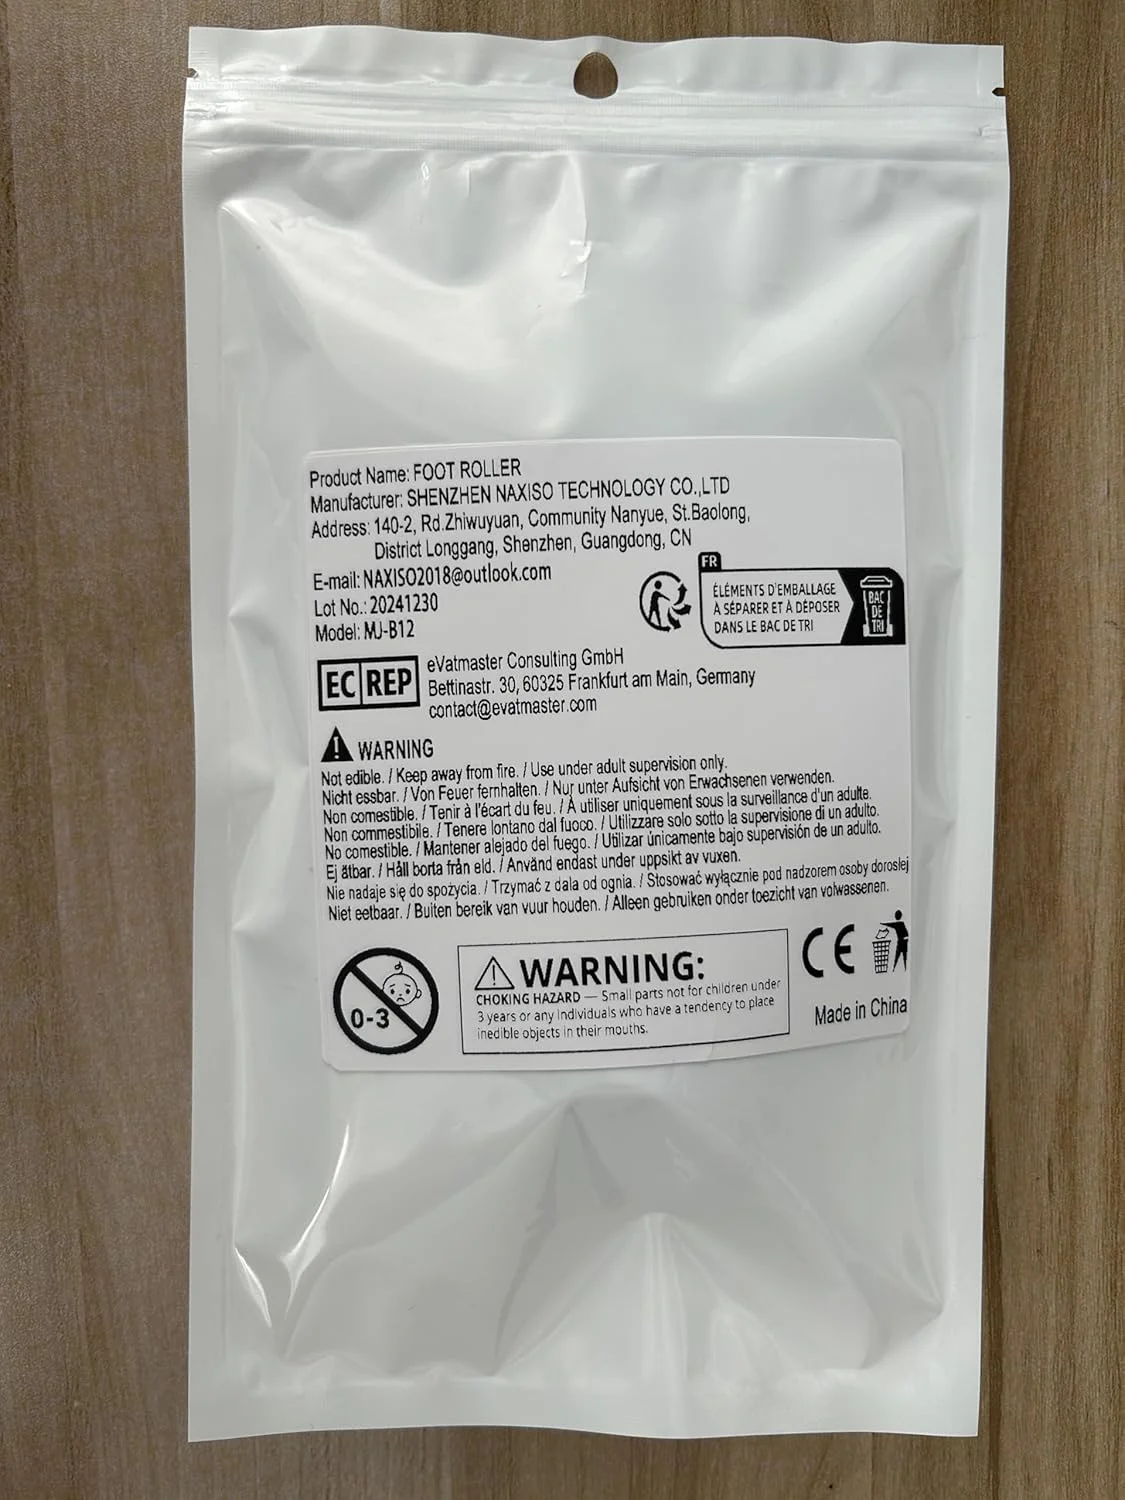 Product Name: FOOT ROLLER
Manufacturer: SHENZHEN NAXISO TECHNOLOGY CO.,LTD
Address: 140-2, Rd.Zhiwuyuan, Community Nanyue, St.Baolong,
District Longgang, Shenzhen, Guangdong, CN
E-mail: NAXISO2018@outlook.com
Lot No.: 20241230
Model: MJ-B12
FR
ÉLÉMENTS D'EMBALLAGE
À SÉPARER ET À DÉPOSER
DANS LE BAC DE TRI
BAC
DE
TRI
EC REP
eVatmaster Consulting GmbH
Bettinastr. 30, 60325 Frankfurt am Main, Germany
contact@evatmaster.com
WARNING
Not edible. / Keep away from fire. / Use under adult supervision only.
Nicht essbar. / Von Feuer fernhalten. / Nur unter Aufsicht von Erwachsenen verwenden.
Non comestible. / Tenir à l'écart du feu. / À utiliser uniquement sous la surveillance d'un adulte.
Non commestibile. / Tenere lontano dal fuoco. / Utilizzare solo sotto la supervisione di un adulto.
No comestible. / Mantener alejado del fuego. / Utilizar únicamente bajo supervisión de un adulto.
Ej ätbar. / Håll borta från eld. / Använd endast under uppsikt av vuxen.
Nie nadaje się do spożycia. / Trzymać z dala od ognia. / Stosować wyłącznie pod nadzorem osoby dorosłej
Niet eetbaar. / Buiten bereik van vuur houden. / Alleen gebruiken onder toezicht van volwassenen.
0-3
WARNING:
CHOKING HAZARD — Small parts not for children under
3 years or any individuals who have a tendency to place
inedible objects in their mouths.
CE
Made in China